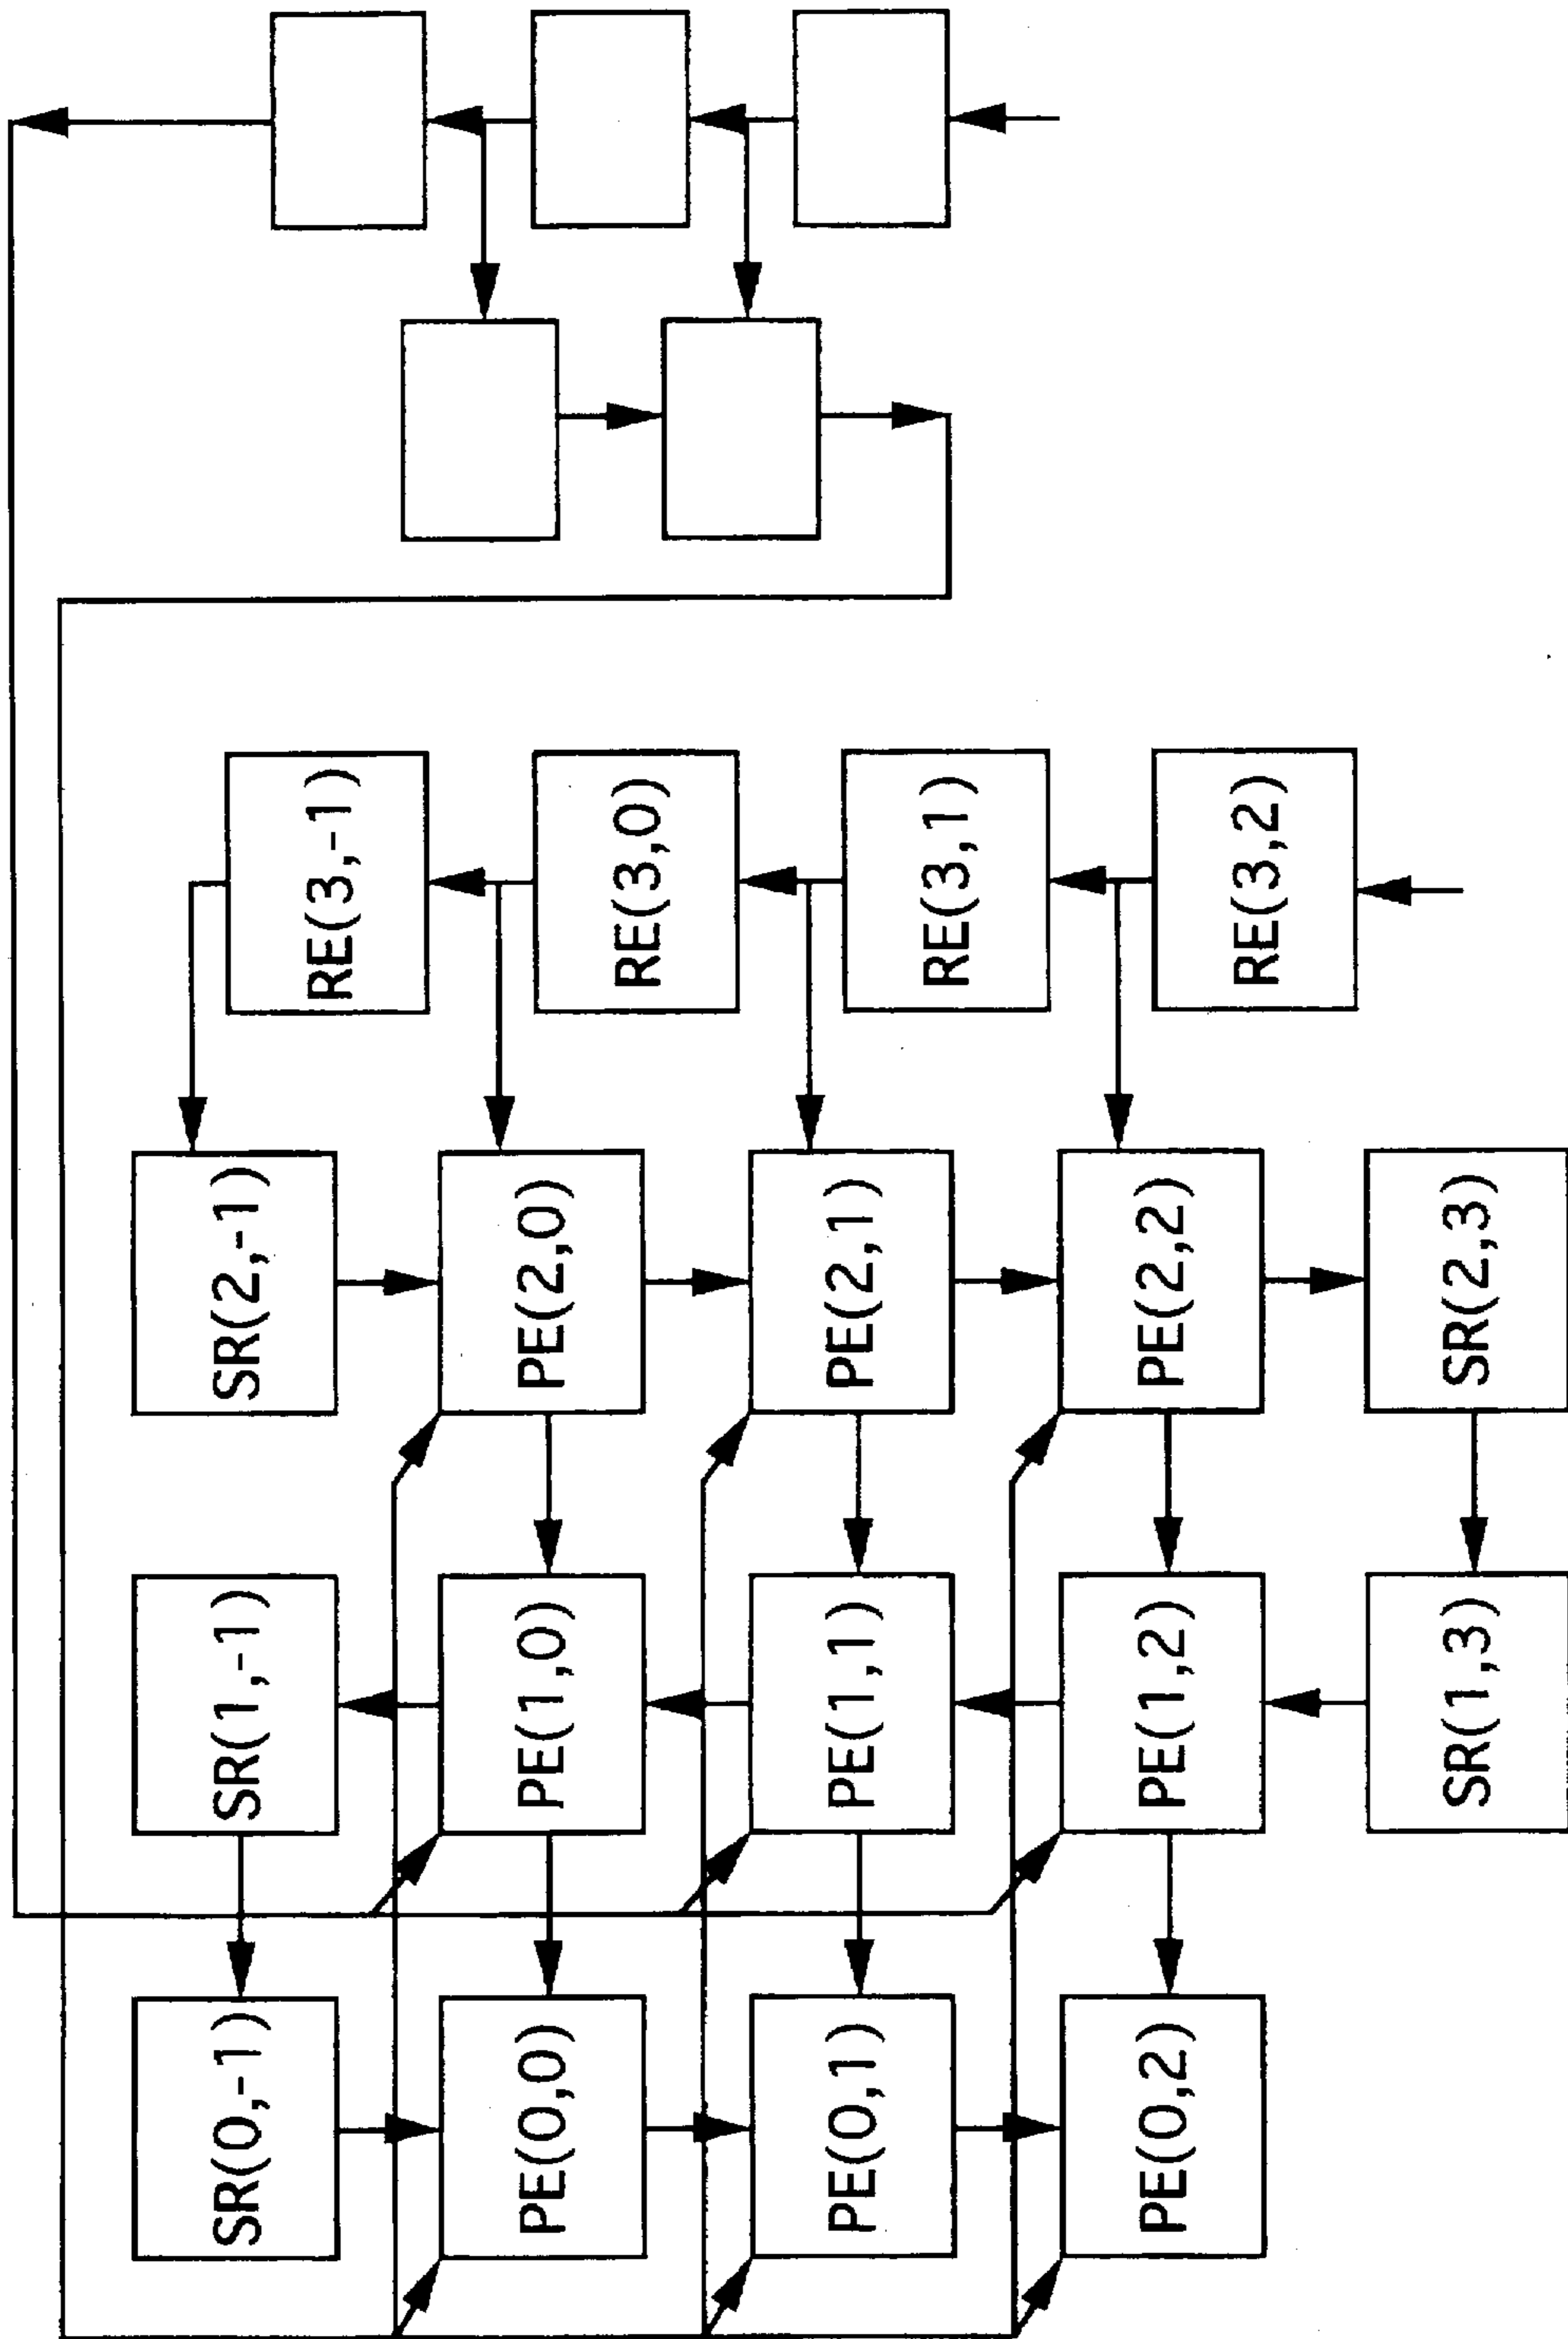 SR(0,-1)
SR(1,-1)
SR(2,-1)
RE(3,-1)
PE(0,0)
PE(1,0)
PE(2,0)
RE(3,0)
PE(0,1)
PE(1,1)
PE(2,1)
RE(3,1)
PE(0,2)
PE(1,2)
PE(2,2)
RE(3,2)
SR(1,3)
SR(2,3)